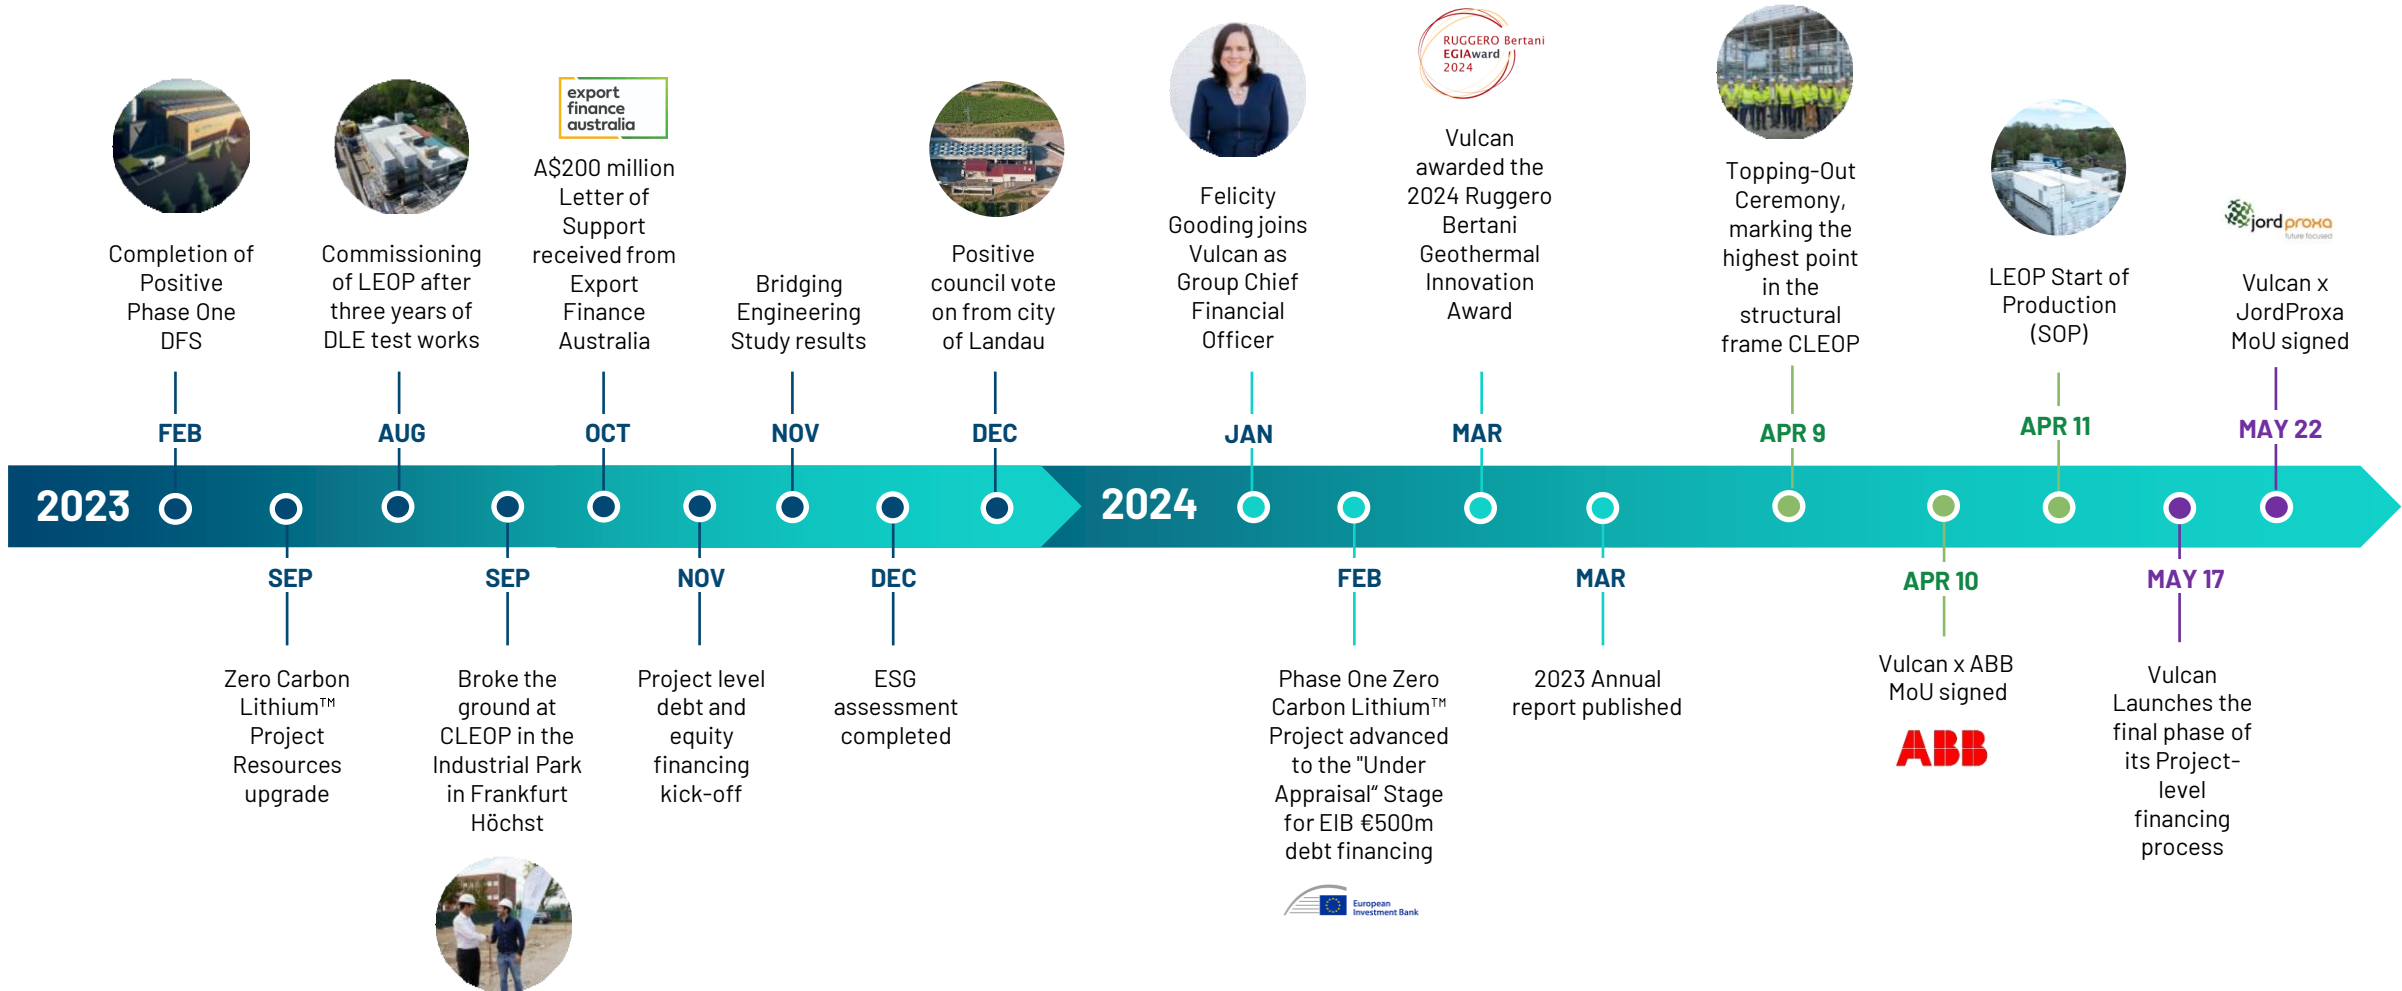 export
finance
australia
RUGGERO Bertani
EGIAward
2024
jord proxa
future focused
Completion of
Positive
Phase One
DFS
Commissioning
of LEOP after
three years of
DLE test works
A$200 million
Letter of
Support
received from
Export
Finance
Australia
Bridging
Engineering
Study results
Positive
council vote
on from city
of Landau
Felicity
Gooding joins
Vulcan as
Group Chief
Financial
Officer
Vulcan
awarded the
2024 Ruggero
Bertani
Geothermal
Innovation
Award
Topping-Out
Ceremony,
marking the
highest point
in the
structural
frame CLEOP
LEOP Start of
Production
(SOP)
Vulcan x
JordProxa
MoU signed
FEB
AUG
OCT
NOV
DEC
JAN
MAR
APR 9
APR 11
MAY 22
2023
2024
SEP
SEP
NOV
DEC
FEB
MAR
APR 10
MAY 17
Zero Carbon
Lithium™
Project
Resources
upgrade
Broke the
ground at
CLEOP in the
Industrial Park
in Frankfurt
Höchst
Project level
debt and
equity
financing
kick-off
ESG
assessment
completed
Phase One Zero
Carbon Lithium™
Project advanced
to the "Under
Appraisal“ Stage
for EIB €500m
debt financing
European
Investment Bank
2023 Annual
report published
Vulcan x ABB
MoU signed
ABB
Vulcan
Launches the
final phase of
its Project-
level
financing
process